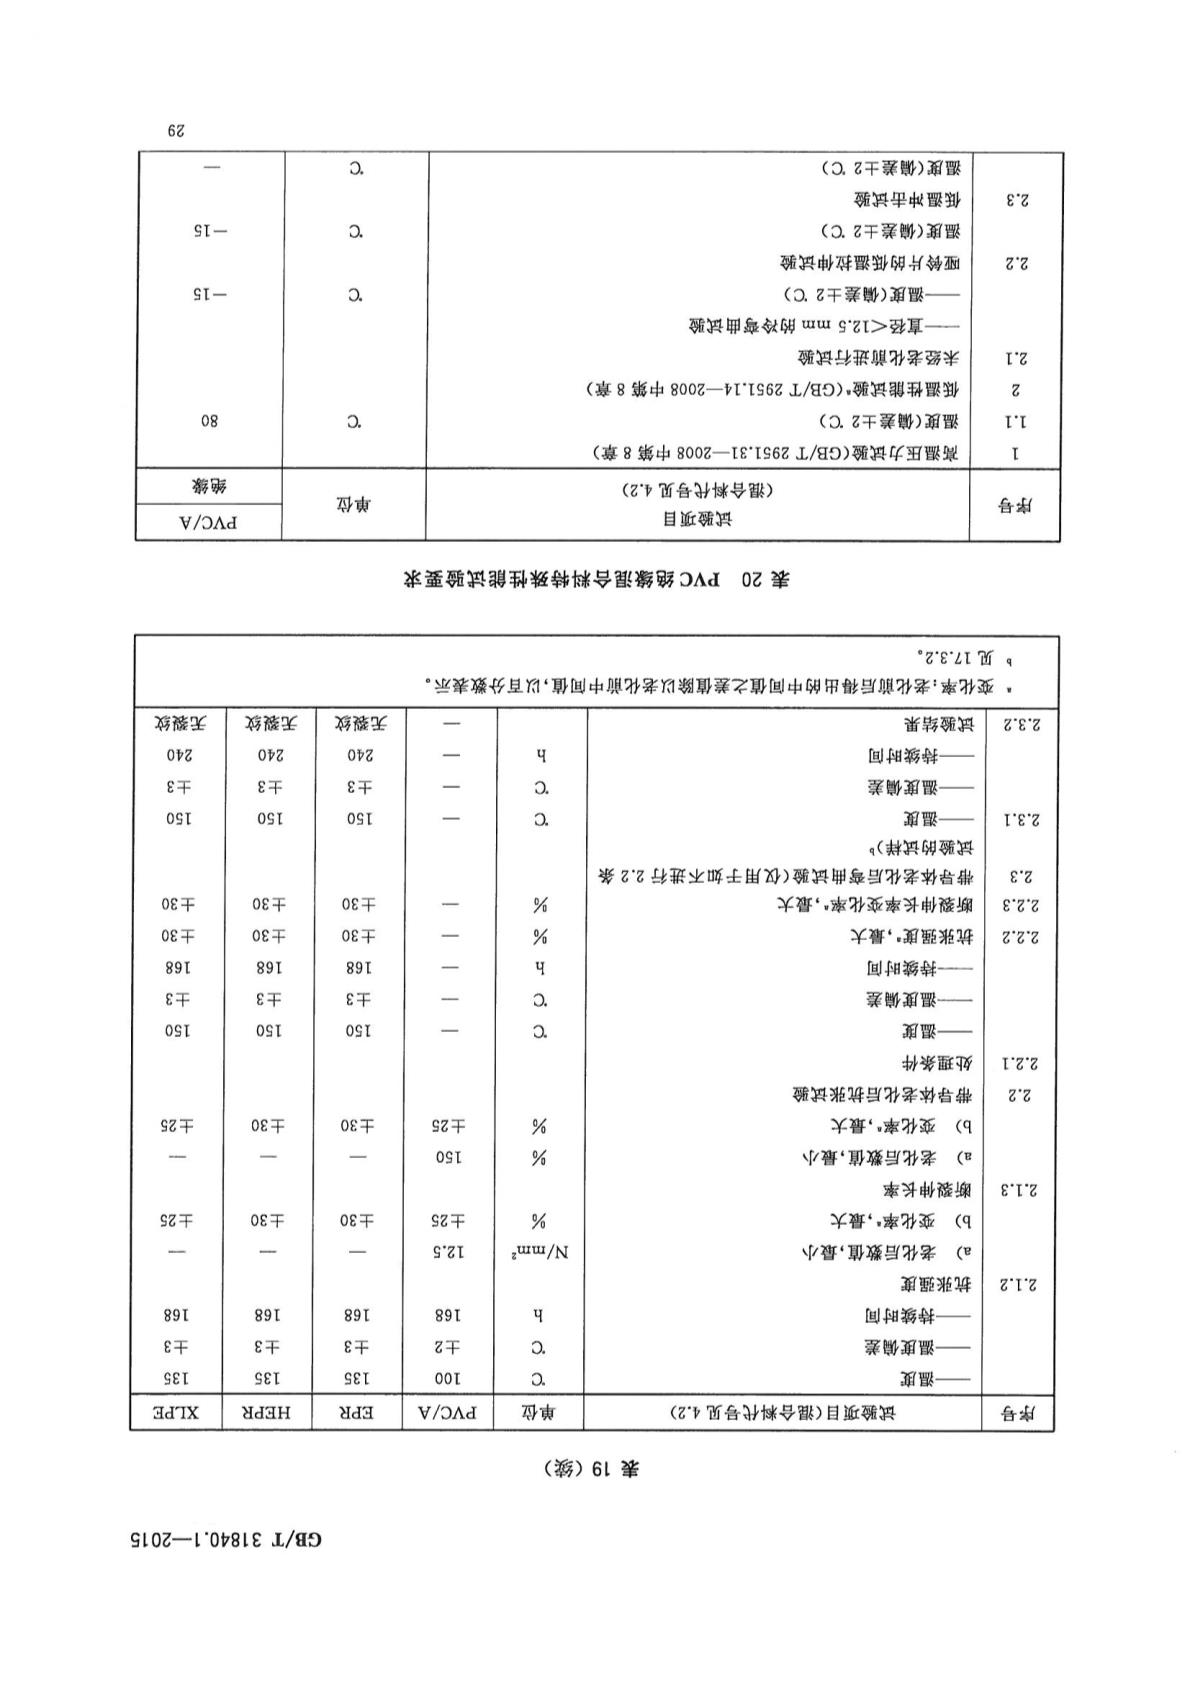 GB/T 31840.1—2015
表 19（续）
序号 试验项目(混合料代号见 4.2) 单位 PVC/A EPR HEPR XLPE
——温度 ℃ 100 135 135 135
——温度偏差 ℃ ±2 ±3 ±3 ±3
——持续时间 h 168 168 168 168
2.1.2 抗张强度
a) 老化后数值,最小 N/mm² 12.5 — — —
b) 变化率ᵃ,最大 % ±25 ±30 ±30 ±25
2.1.3 断裂伸长率
a) 老化后数值,最小 % 150 — — —
b) 变化率ᵃ,最大 % ±25 ±30 ±30 ±25
2.2 带导体老化后抗张试验
2.2.1 处理条件
——温度 ℃ — 150 150 150
——温度偏差 ℃ — ±3 ±3 ±3
——持续时间 h — 168 168 168
2.2.2 抗张强度ᵃ,最大 % — ±30 ±30 ±30
2.2.3 断裂伸长率变化率ᵃ,最大 % — ±30 ±30 ±30
2.3 带导体老化后弯曲试验(仅用于如不进行 2.2 条
试验的试样)ᵇ
2.3.1 ——温度 ℃ — 150 150 150
——温度偏差 ℃ — ±3 ±3 ±3
——持续时间 h — 240 240 240
2.3.2 试验结果 — 无裂纹 无裂纹 无裂纹
ᵃ 变化率:老化前后得出的中间值之差值除以老化前中间值,以百分数表示。
ᵇ 见 17.3.2。
表 20 PVC 绝缘混合料特殊性能试验要求
序号 试验项目 单位 PVC/A
(混合料代号见 4.2) 绝缘
1 高温压力试验(GB/T 2951.31—2008 中第 8 章)
1.1 温度(偏差±2 ℃) ℃ 80
2 低温性能试验ᵃ(GB/T 2951.14—2008 中第 8 章)
2.1 未经老化前进行试验
——直径<12.5 mm 的冷弯曲试验
——温度(偏差±2 ℃) ℃ −15
2.2 哑铃片的低温拉伸试验
温度(偏差±2 ℃) ℃ −15
2.3 低温冲击试验
温度(偏差±2 ℃) ℃ —
29